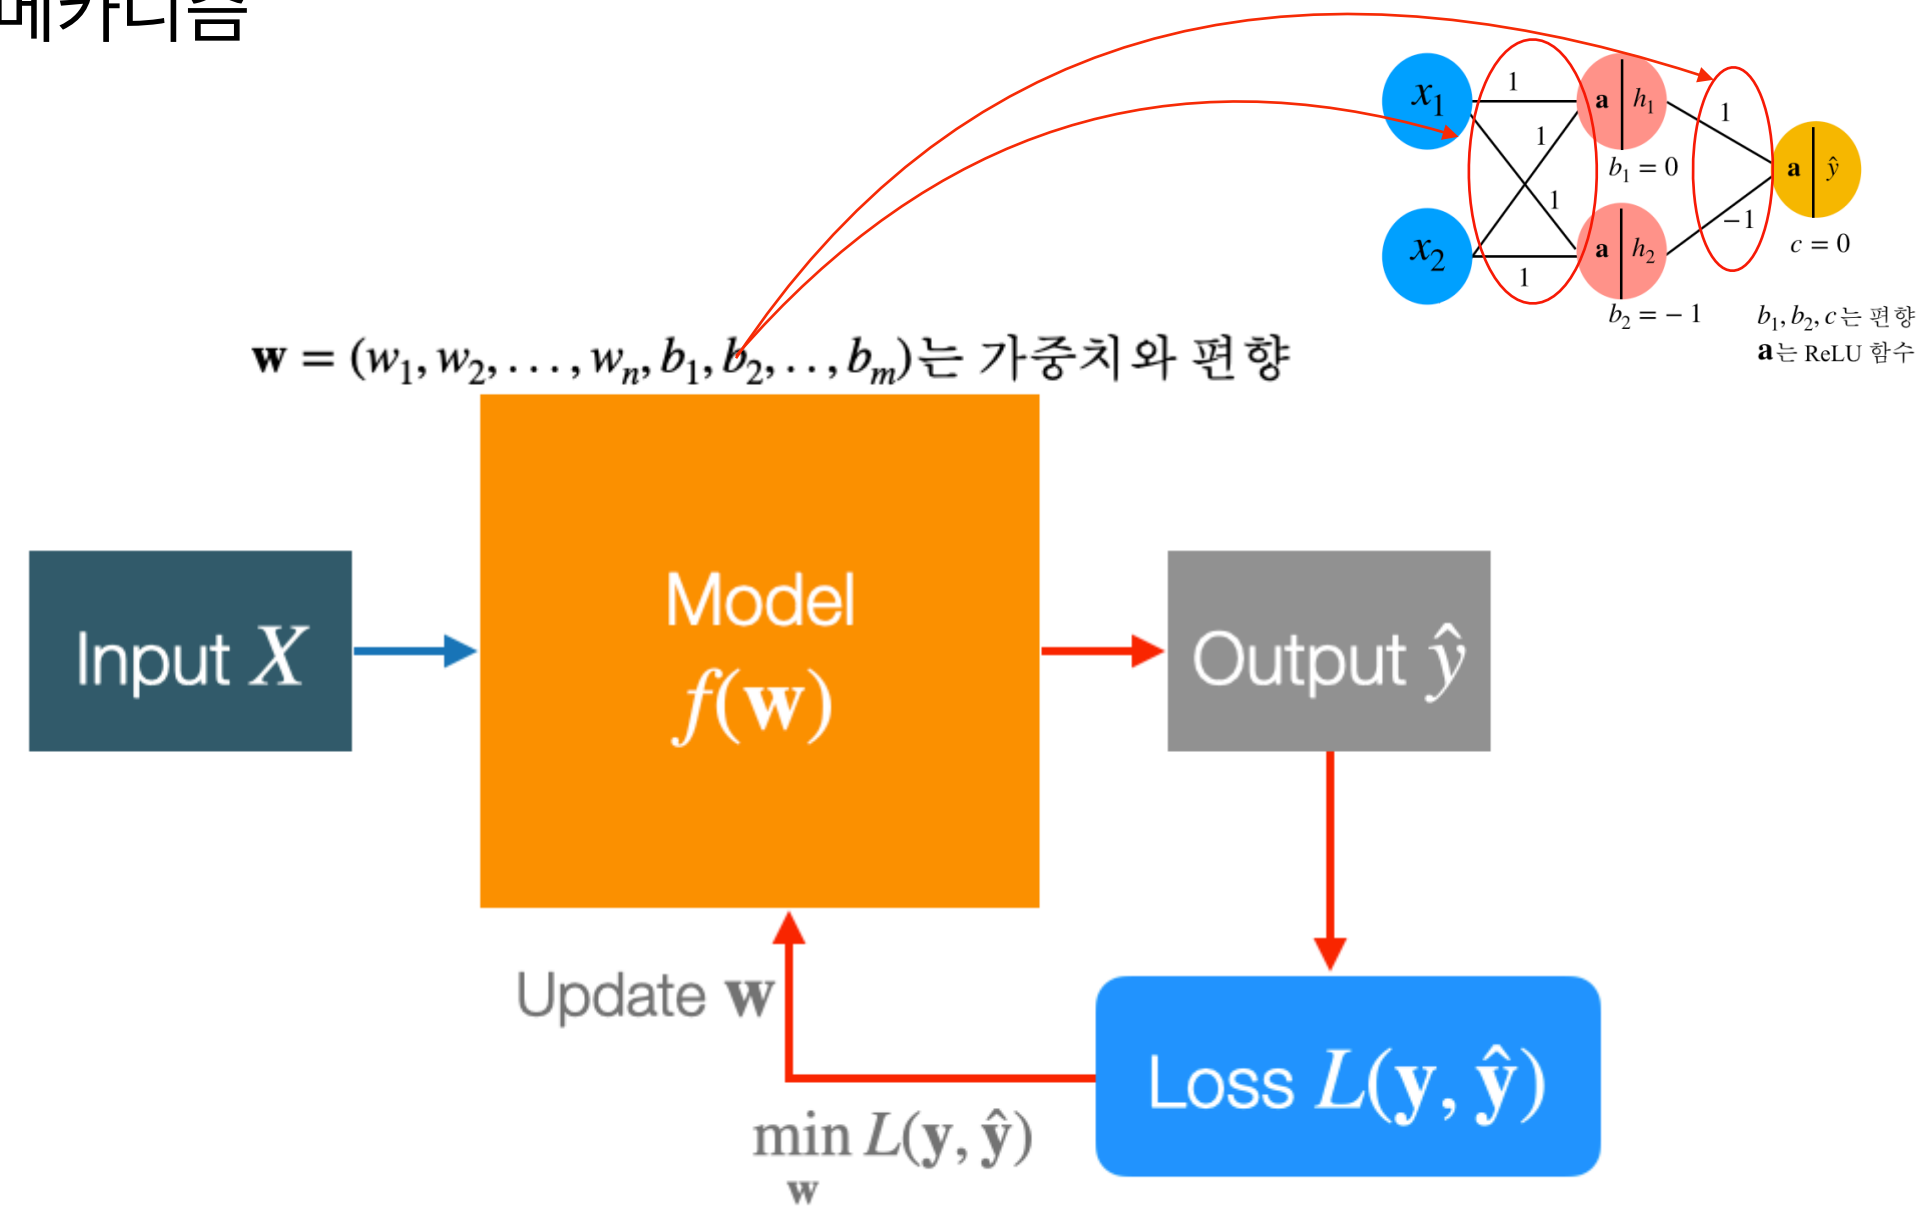 메카니즘
x₁ 1 a h₁ 1
1
b₁ = 0 a ŷ
1
x₂ a h₂ −1
c = 0
1
b₂ = − 1
b₁, b₂, c는 편향
a는 ReLU 함수
w = (w₁, w₂, . . . , wₙ, b₁, b₂, . . , bₘ)는 가중치와 편향
Model
f(w)
Input X
Output ŷ
Update w
Loss L(y, ŷ)
min L(y, ŷ)
w